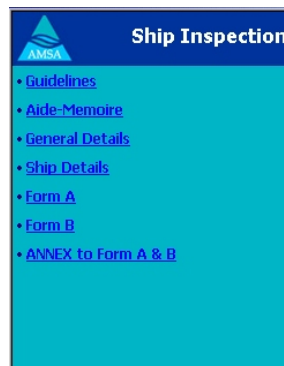 AMSA
Ship Inspection
• Guidelines
• Aide-Memoire
• General Details
• Ship Details
• Form A
• Form B
• ANNEX to Form A & B